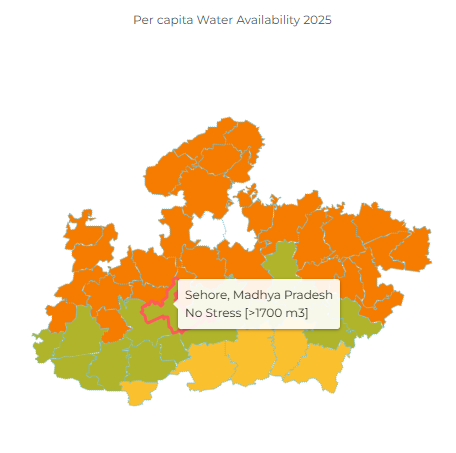 Per capita Water Availability 2025
Sehore, Madhya Pradesh
No Stress [>1700 m3]